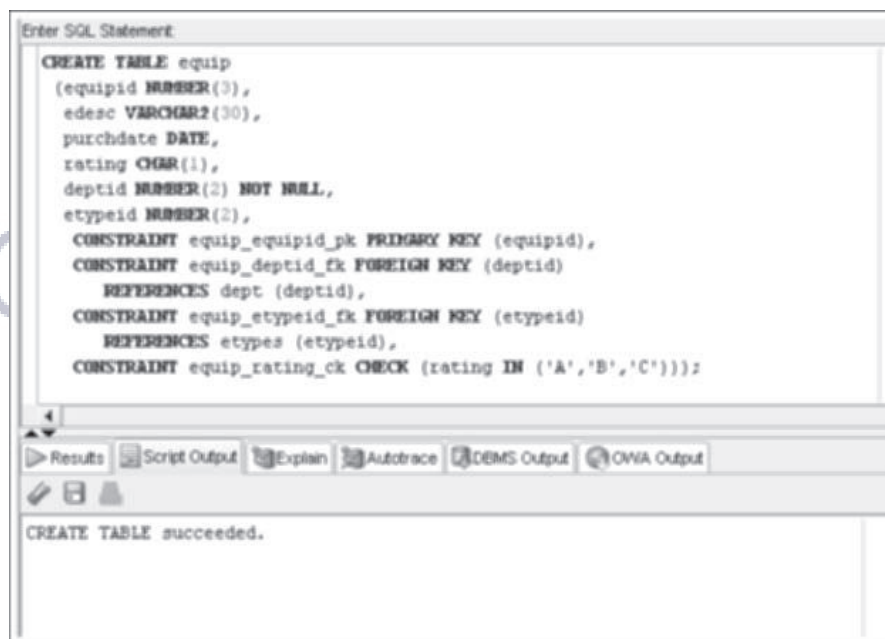 Enter SQL Statement:
CREATE TABLE equip
(equipid NUMBER(3),
edesc VARCHAR2(30),
purchdate DATE,
rating CHAR(1),
deptid NUMBER(2) NOT NULL,
etypeid NUMBER(2),
CONSTRAINT equip_equipid_pk PRIMARY KEY (equipid),
CONSTRAINT equip_deptid_fk FOREIGN KEY (deptid)
REFERENCES dept (deptid),
CONSTRAINT equip_etypeid_fk FOREIGN KEY (etypeid)
REFERENCES etypes (etypeid),
CONSTRAINT equip_rating_ck CHECK (rating IN ('A','B','C')));
Results Script Output Explain Autotrace DBMS Output OWA Output
CREATE TABLE succeeded.